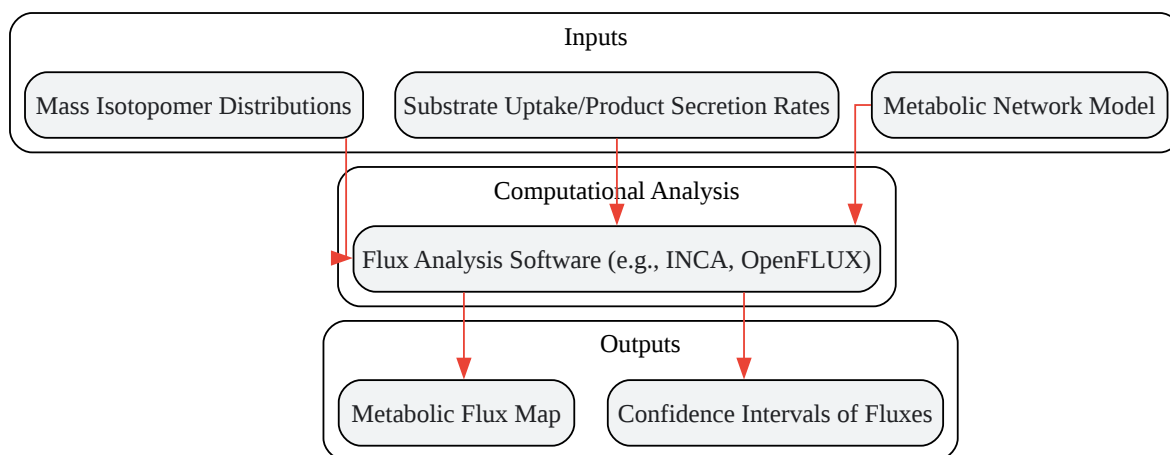 Inputs
Mass Isotopomer Distributions
Substrate Uptake/Product Secretion Rates
Metabolic Network Model
Computational Analysis
Flux Analysis Software (e.g., INCA, OpenFLUX)
Outputs
Metabolic Flux Map
Confidence Intervals of Fluxes